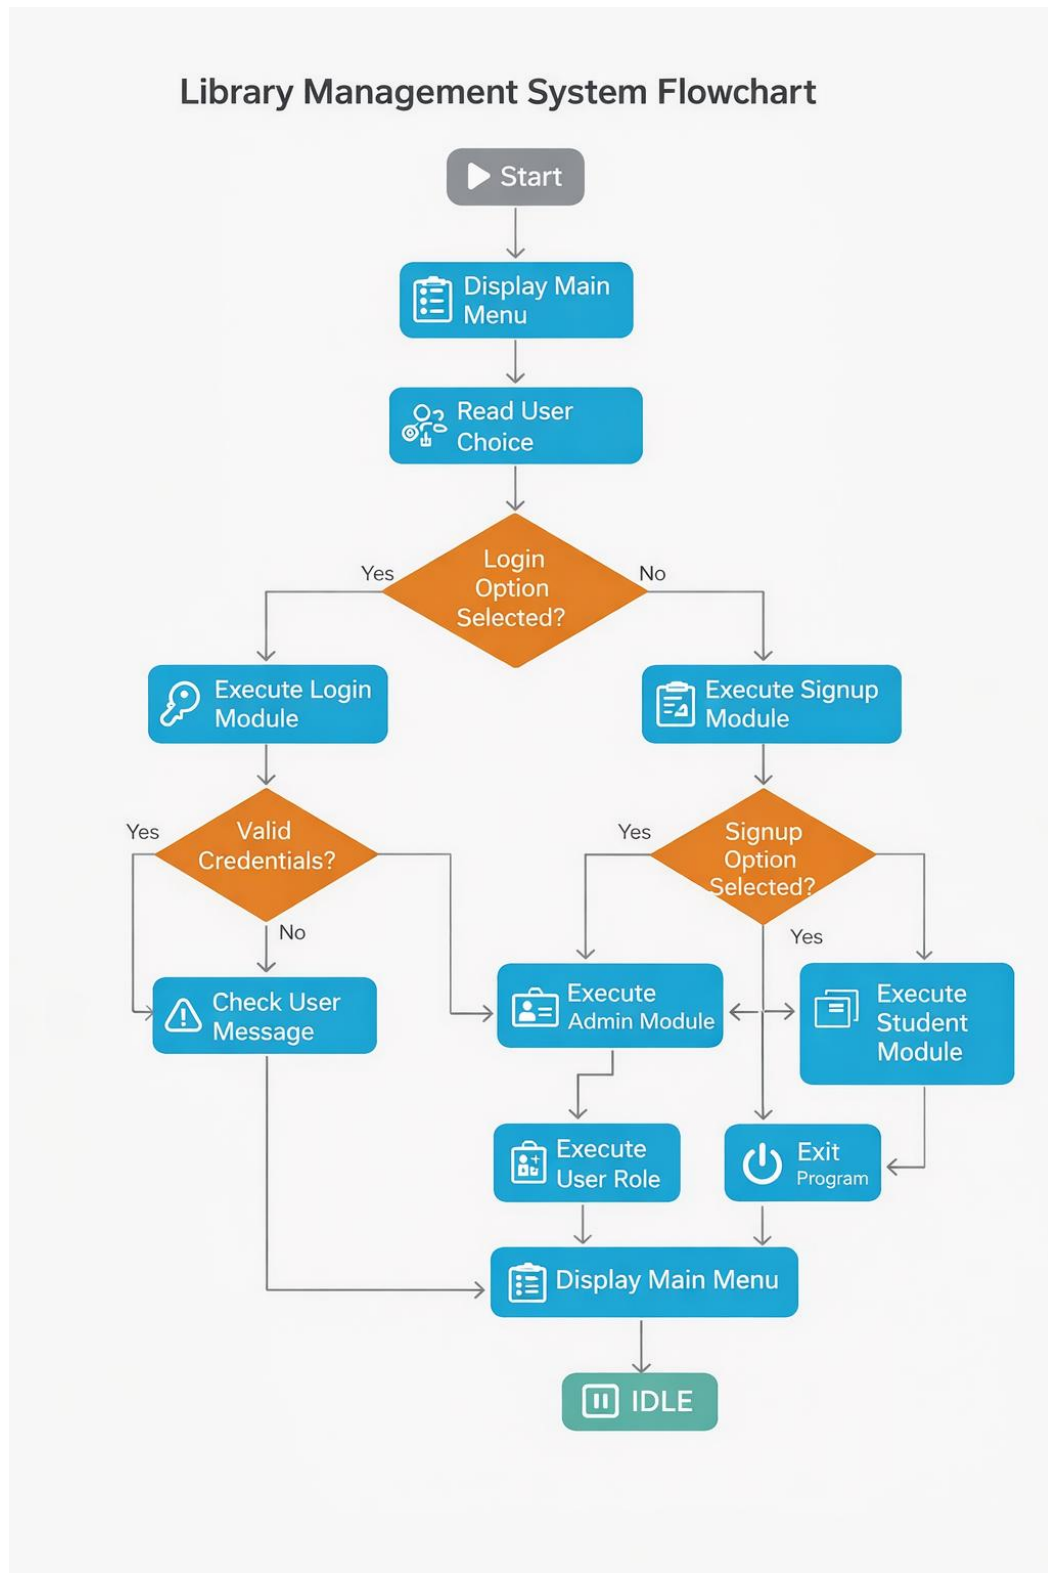 Library Management System Flowchart
Start
Display Main
Menu
Read User
Choice
Login
Option
Selected?
Yes
No
Execute Login
Module
Execute Signup
Module
Yes
Valid
Credentials?
No
Yes
Signup
Option
Selected?
Yes
Check User
Message
Execute
Admin Module
Execute
Student
Module
Execute
User Role
Exit
Program
Display Main Menu
IDLE